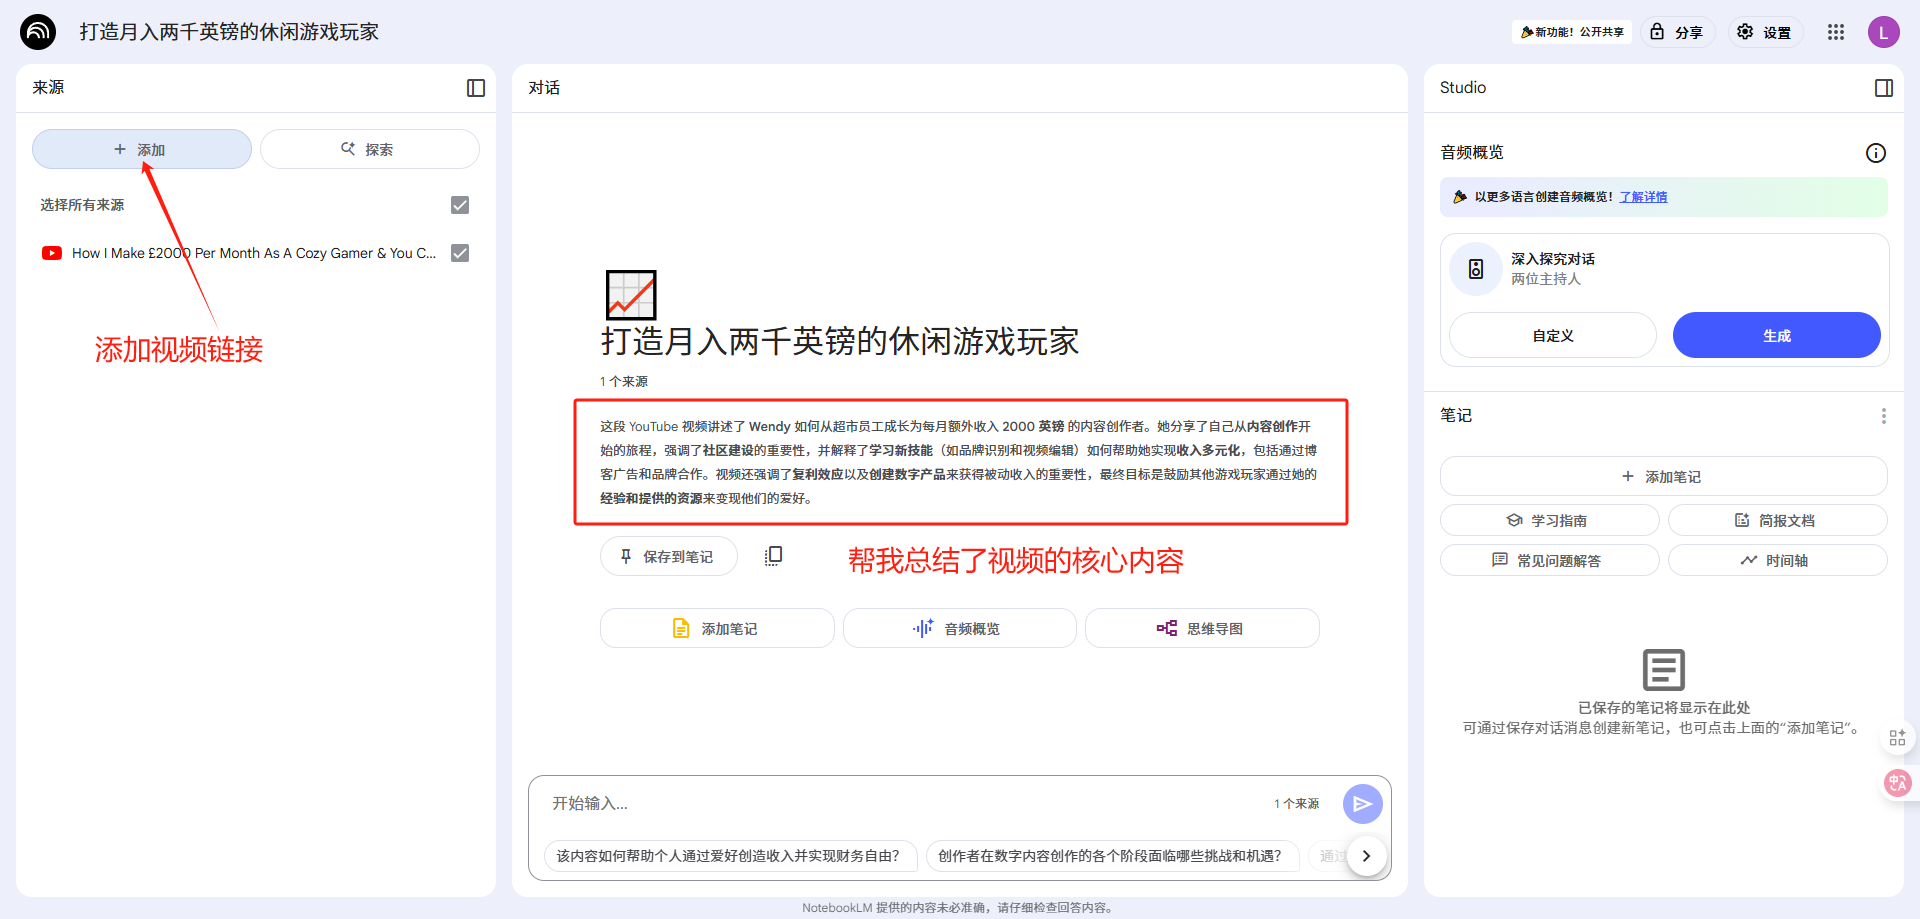 打造月入两千英镑的休闲游戏玩家
新功能！公开共享
分享
设置
L
来源
添加
探索
选择所有来源
How I Make £2000 Per Month As A Cozy Gamer & You C...
添加视频链接
对话
打造月入两千英镑的休闲游戏玩家
1 个来源
这段 YouTube 视频讲述了 Wendy 如何从超市员工成长为每月额外收入 2000 英镑 的内容创作者。她分享了自己从内容创作开
始的旅程，强调了社区建设的重要性，并解释了学习新技能（如品牌识别和视频编辑）如何帮助她实现收入多元化，包括通过博
客广告和品牌合作。视频还强调了复利效应以及创建数字产品来获得被动收入的重要性，最终目标是鼓励其他游戏玩家通过她的
经验和提供的资源来变现他们的爱好。
保存到笔记
帮我总结了视频的核心内容
添加笔记
音频概览
思维导图
开始输入...
1 个来源
该内容如何帮助个人通过爱好创造收入并实现财务自由？
创作者在数字内容创作的各个阶段面临哪些挑战和机遇？
通过
NotebookLM 提供的内容未必准确，请仔细检查回答内容。
Studio
音频概览
以更多语言创建音频概览！了解详情
深入探究对话
两位主持人
自定义
生成
笔记
添加笔记
学习指南
简报文档
常见问题解答
时间轴
已保存的笔记将显示在此处
可通过保存对话消息创建新笔记，也可点击上面的“添加笔记”。